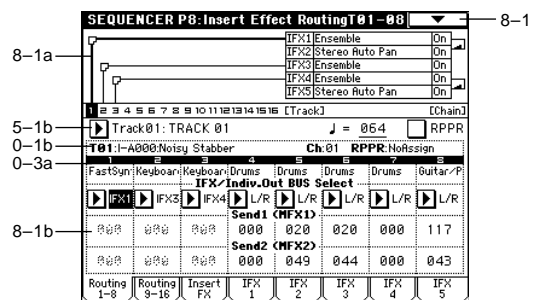 SEQUENCER P8:Insert Effect RoutingT01-08
8–1
IFX1 Ensemble On
IFX2 Stereo Auto Pan On
8–1a
IFX3 Ensemble On
IFX4 Ensemble On
IFX5 Stereo Auto Pan On
1 2 3 4 5 6 7 8 9 10 11 12 13 14 15 16 [Track] [Chain]
5–1b
Track01: TRACK 01 ♩ = 064 RPPR
0–1b
T01:I-A000:Noisy Stabber Ch:01 RPPR:NoAssign
0–3a
1 2 3 4 5 6 7 8
FastSyn Keyboar Keyboar Drums Drums Drums Drums Guitar/P
IFX/Indiv.Out BUS Select
IFX1 IFX3 IFX4 L/R L/R L/R L/R L/R
Send1 (MFX1)
8–1b
000 020 020 000 117
Send2 (MFX2)
000 049 044 000 043
Routing 1-8 Routing 9-16 Insert FX IFX 1 IFX 2 IFX 3 IFX 4 IFX 5